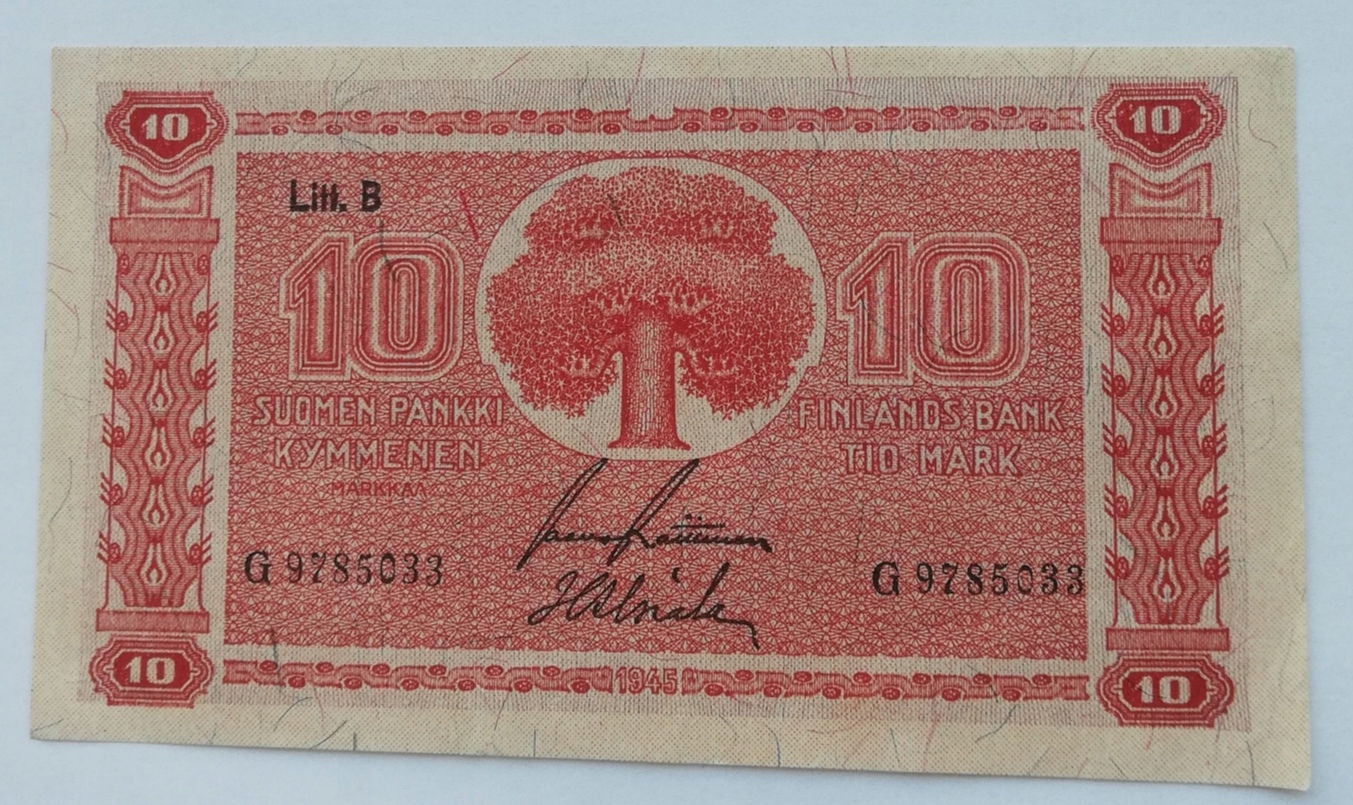 10 10
Litt. B
10 10
SUOMEN PANKKI FINLANDS BANK
KYMMENEN TIO MARK
MARKKAA
G 9785033 G 9785033
10 1945 10